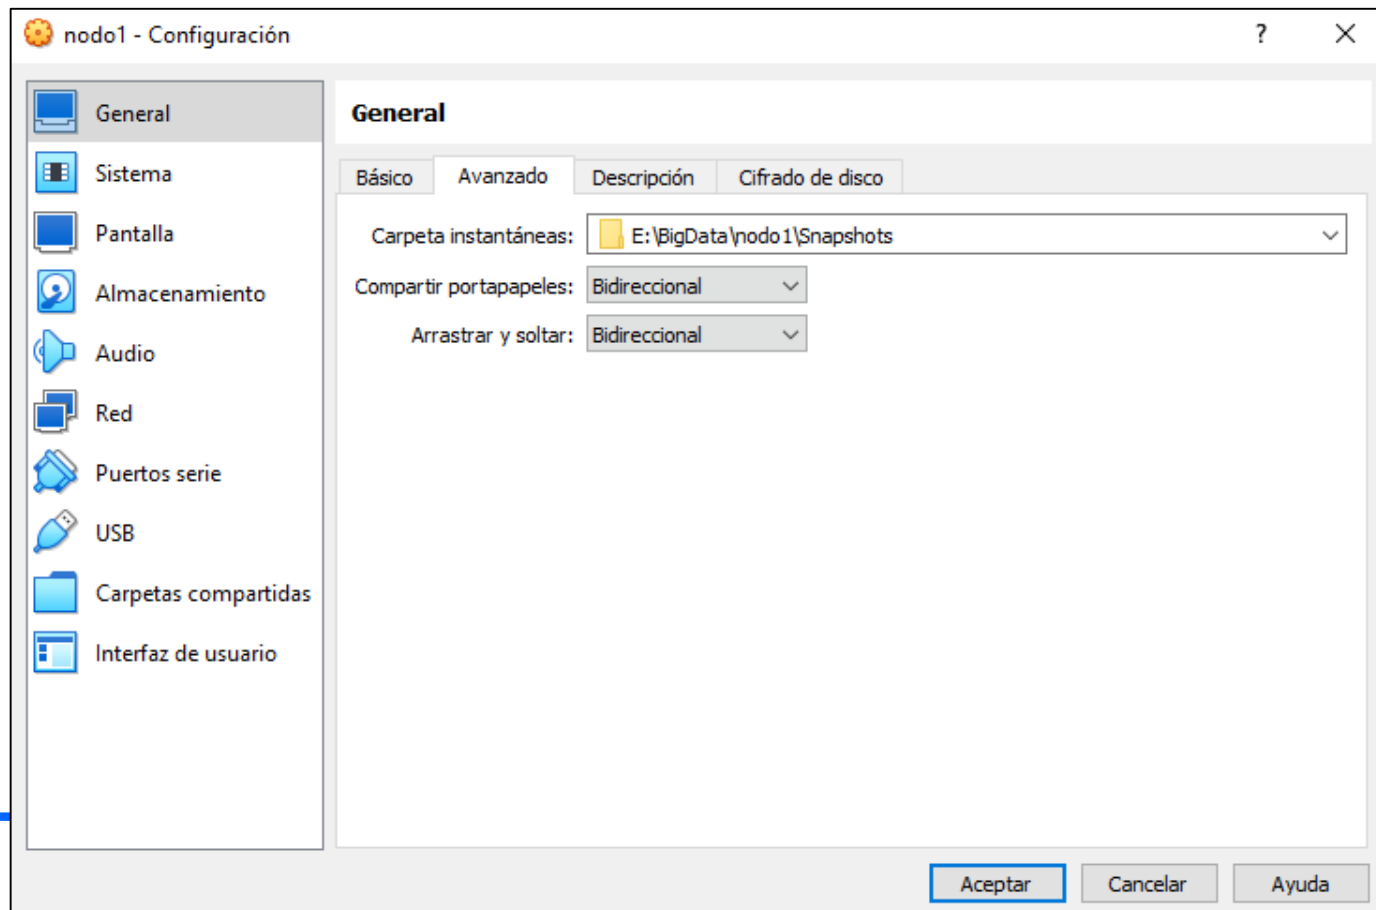 nodo1 - Configuración
?
General
Sistema
Pantalla
Almacenamiento
Audio
Red
Puertos serie
USB
Carpetas compartidas
Interfaz de usuario
General
Básico Avanzado Descripción Cifrado de disco
Carpeta instantáneas: E:\BigData\nodo1\Snapshots
Compartir portapapeles: Bidireccional
Arrastrar y soltar: Bidireccional
Aceptar Cancelar Ayuda